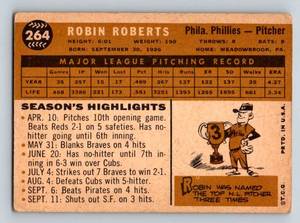 264
ROBIN ROBERTS
Phila. Phillies — Pitcher
HEIGHT: 6:01
WEIGHT: 190
THROWS: R
BATS: B
BORN: SEPTEMBER 30, 1926
HOME: MEADOWBROOK, PA.
MAJOR LEAGUE PITCHING RECORD
YEAR
LIFE
SEASON'S HIGHLIGHTS
• APR. 10: Pitches 10th opening game.
Beats Reds 2-1 on 5 safeties. Has no-
hitter going until 6th inning.
• MAY 31: Blanks Braves on 4 hits.
• JUNE 20: Has no-hitter until 7th inn-
ing in 6-3 win over Cubs.
• JULY 4: Strikes out 7 Braves to win 2-1.
• AUG. 4: Defeats Cubs with 5-hitter.
• SEPT. 6: Beats Pirates on 4 hits.
• SEPT. 11: Shuts out S.F. on 3 hits.
3
ROBIN WAS NAMED
THE TOP N.L. PITCHER
THREE TIMES
© T.C.G.
PRTD. IN U.S.A.